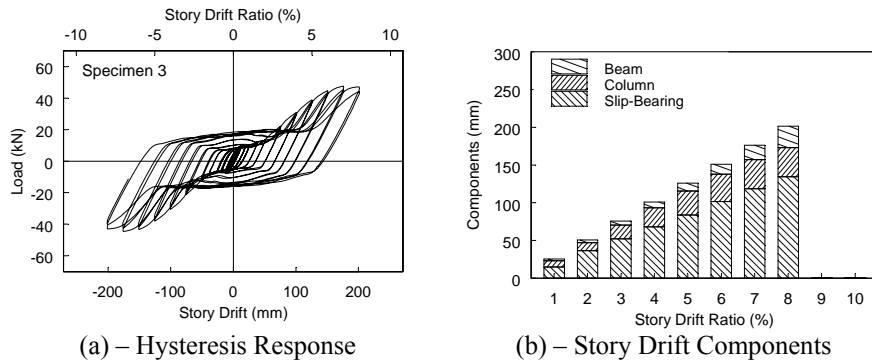 Story Drift Ratio (%)
-10 -5 0 5 10
Specimen 3
60
40
20
0
-20
-40
-60
Load (kN)
-200 -100 0 100 200
Story Drift (mm)
(a) – Hysteresis Response
300
250
200
150
100
50
0
Components (mm)
Beam
Column
Slip-Bearing
1 2 3 4 5 6 7 8 9 10
Story Drift Ratio (%)
(b) – Story Drift Components